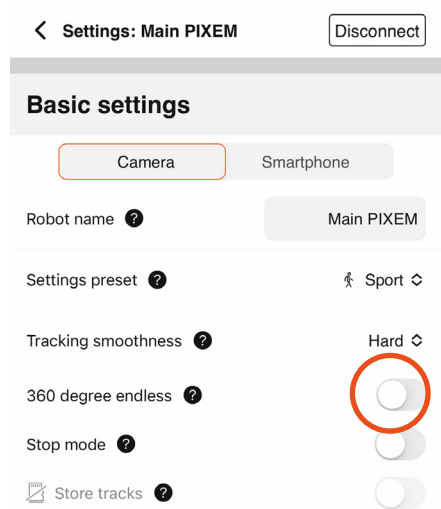 Settings: Main PIXEM Disconnect
Basic settings
Camera Smartphone
Robot name ? Main PIXEM
Settings preset ? Sport
Tracking smoothness ? Hard
360 degree endless ?
Stop mode ?
Store tracks ?